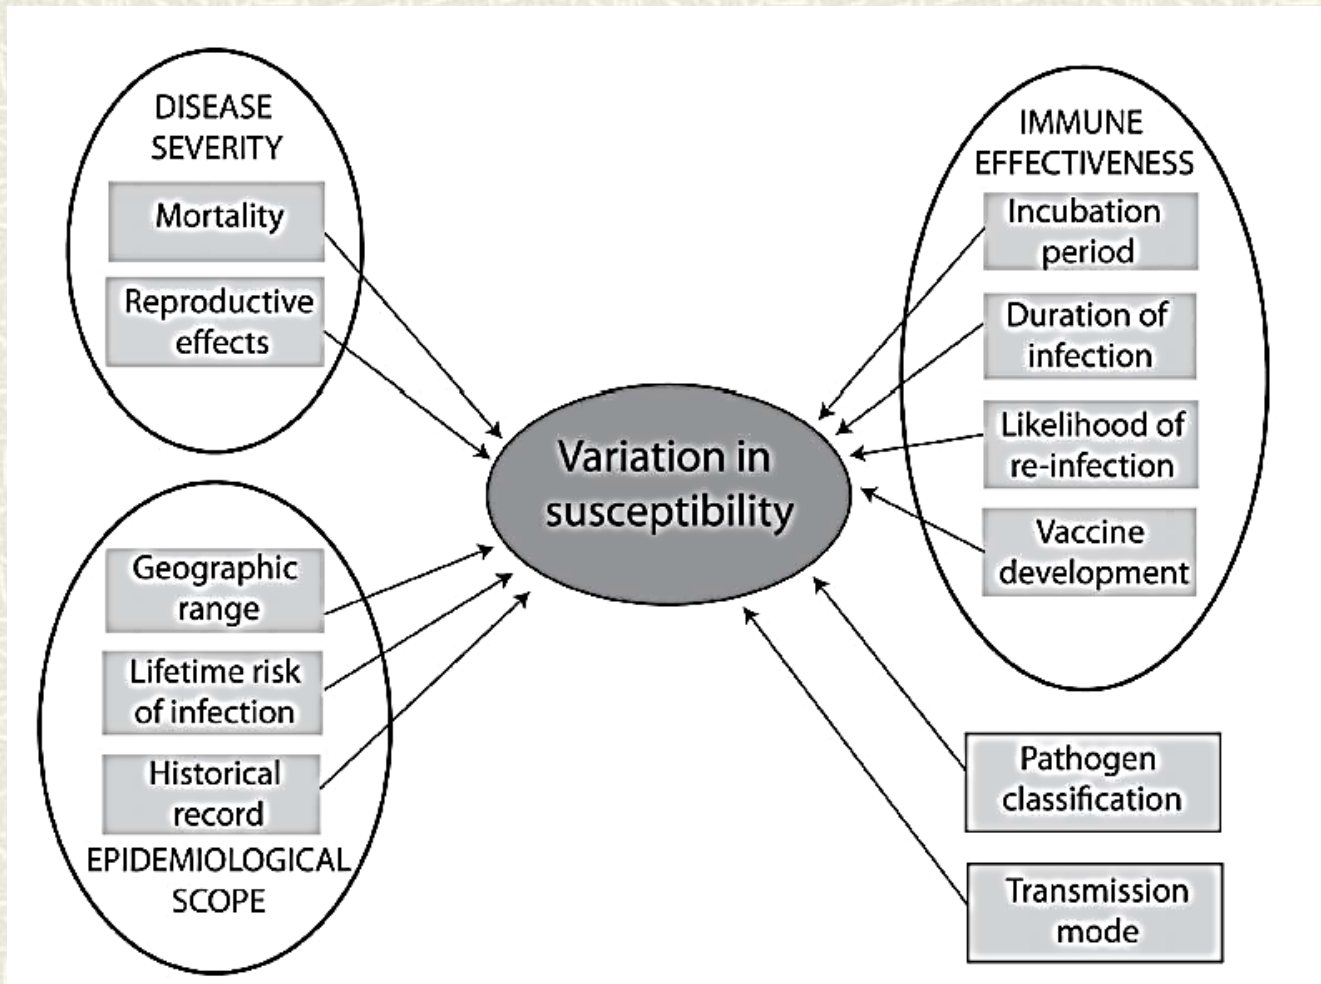 DISEASE
SEVERITY
Mortality
Reproductive
effects
IMMUNE
EFFECTIVENESS
Incubation
period
Duration of
infection
Likelihood of
re-infection
Vaccine
development
Variation in
susceptibility
Geographic
range
Lifetime risk
of infection
Historical
record
EPIDEMIOLOGICAL
SCOPE
Pathogen
classification
Transmission
mode